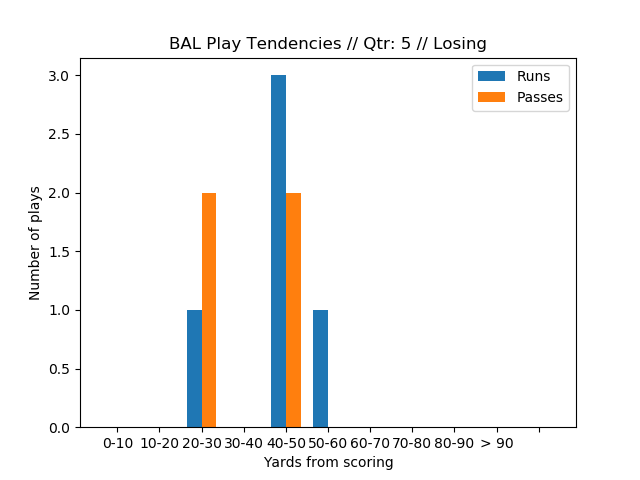 BAL Play Tendencies // Qtr: 5 // Losing
Runs
Passes
3.0
2.5
2.0
1.5
1.0
0.5
0.0
Number of plays
0-10 10-20 20-30 30-40 40-50 50-60 60-70 70-80 80-90 > 90
Yards from scoring